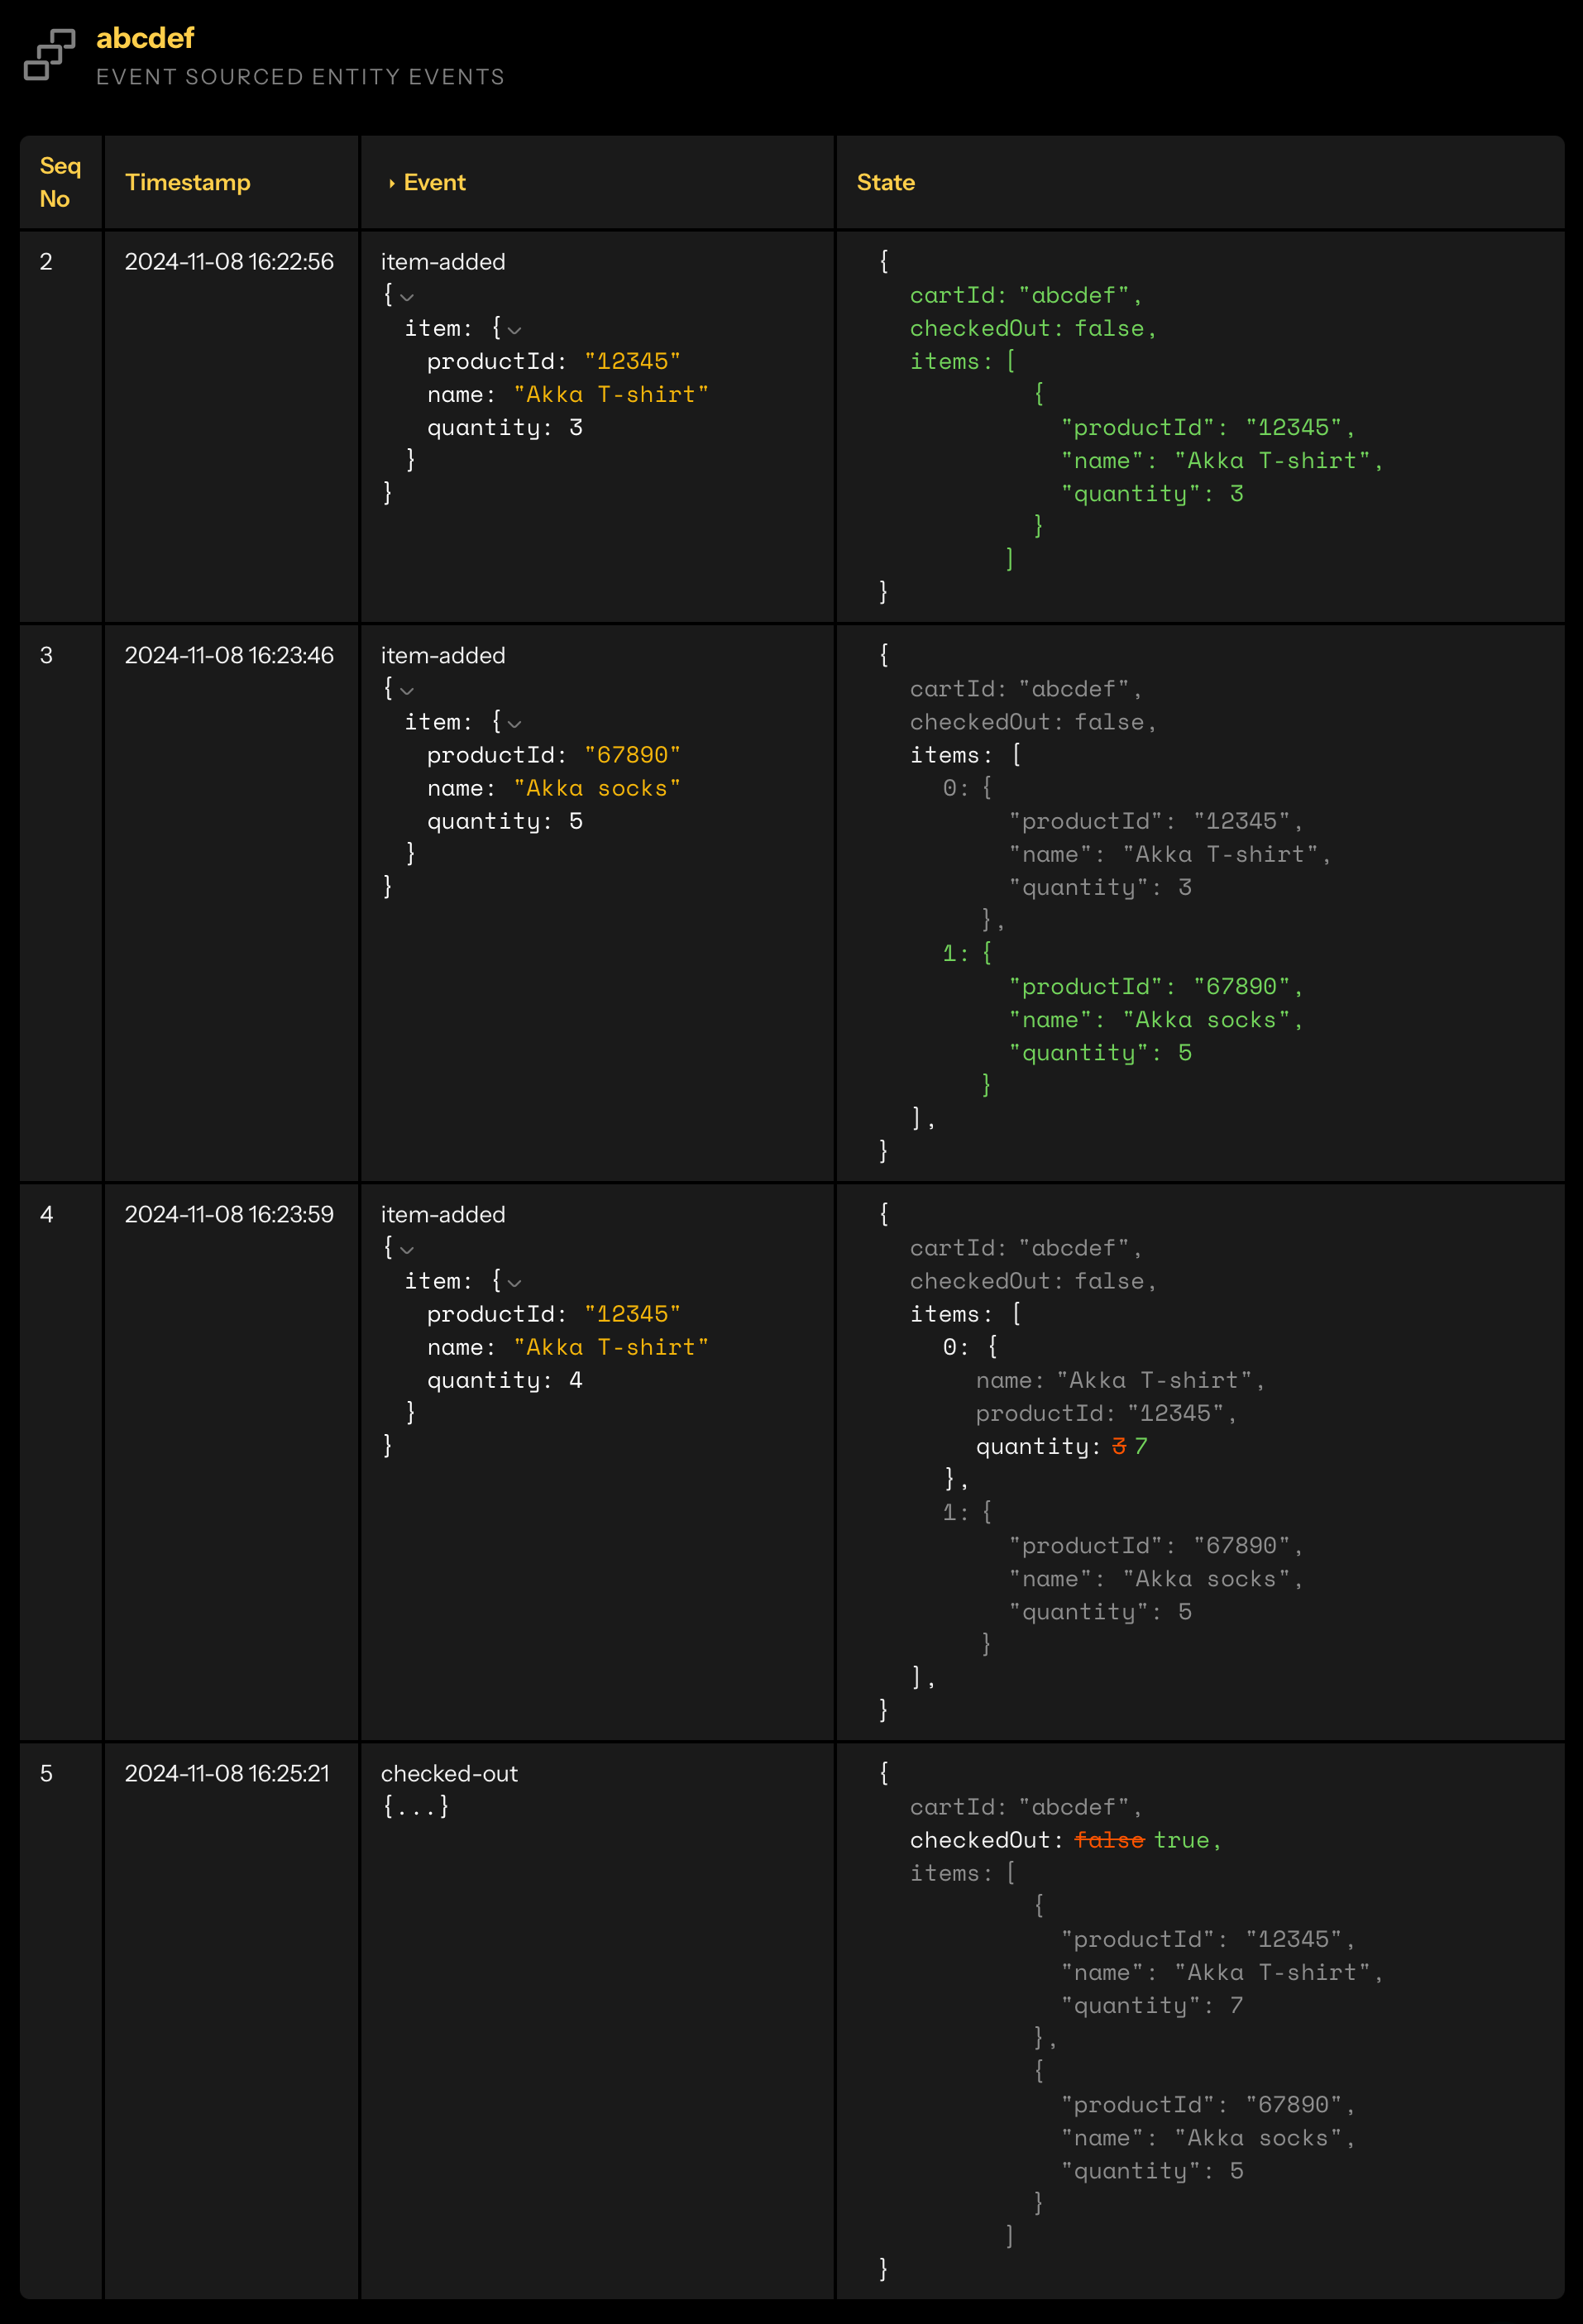 abcdef
EVENT SOURCED ENTITY EVENTS
Seq No
Timestamp
Event
State
2
2024-11-08 16:22:56
item-added
{
item: {
productId: "12345"
name: "Akka T-shirt"
quantity: 3
}
}
{
cartId: "abcdef",
checkedOut: false,
items: [
{
"productId": "12345",
"name": "Akka T-shirt",
"quantity": 3
}
]
}
3
2024-11-08 16:23:46
item-added
{
item: {
productId: "67890"
name: "Akka socks"
quantity: 5
}
}
{
cartId: "abcdef",
checkedOut: false,
items: [
0: {
"productId": "12345",
"name": "Akka T-shirt",
"quantity": 3
},
1: {
"productId": "67890",
"name": "Akka socks",
"quantity": 5
}
],
}
4
2024-11-08 16:23:59
item-added
{
item: {
productId: "12345"
name: "Akka T-shirt"
quantity: 4
}
}
{
cartId: "abcdef",
checkedOut: false,
items: [
0: {
name: "Akka T-shirt",
productId: "12345",
quantity: 3 7
},
1: {
"productId": "67890",
"name": "Akka socks",
"quantity": 5
}
],
}
5
2024-11-08 16:25:21
checked-out
{...}
{
cartId: "abcdef",
checkedOut: false true,
items: [
{
"productId": "12345",
"name": "Akka T-shirt",
"quantity": 7
},
{
"productId": "67890",
"name": "Akka socks",
"quantity": 5
}
]
}